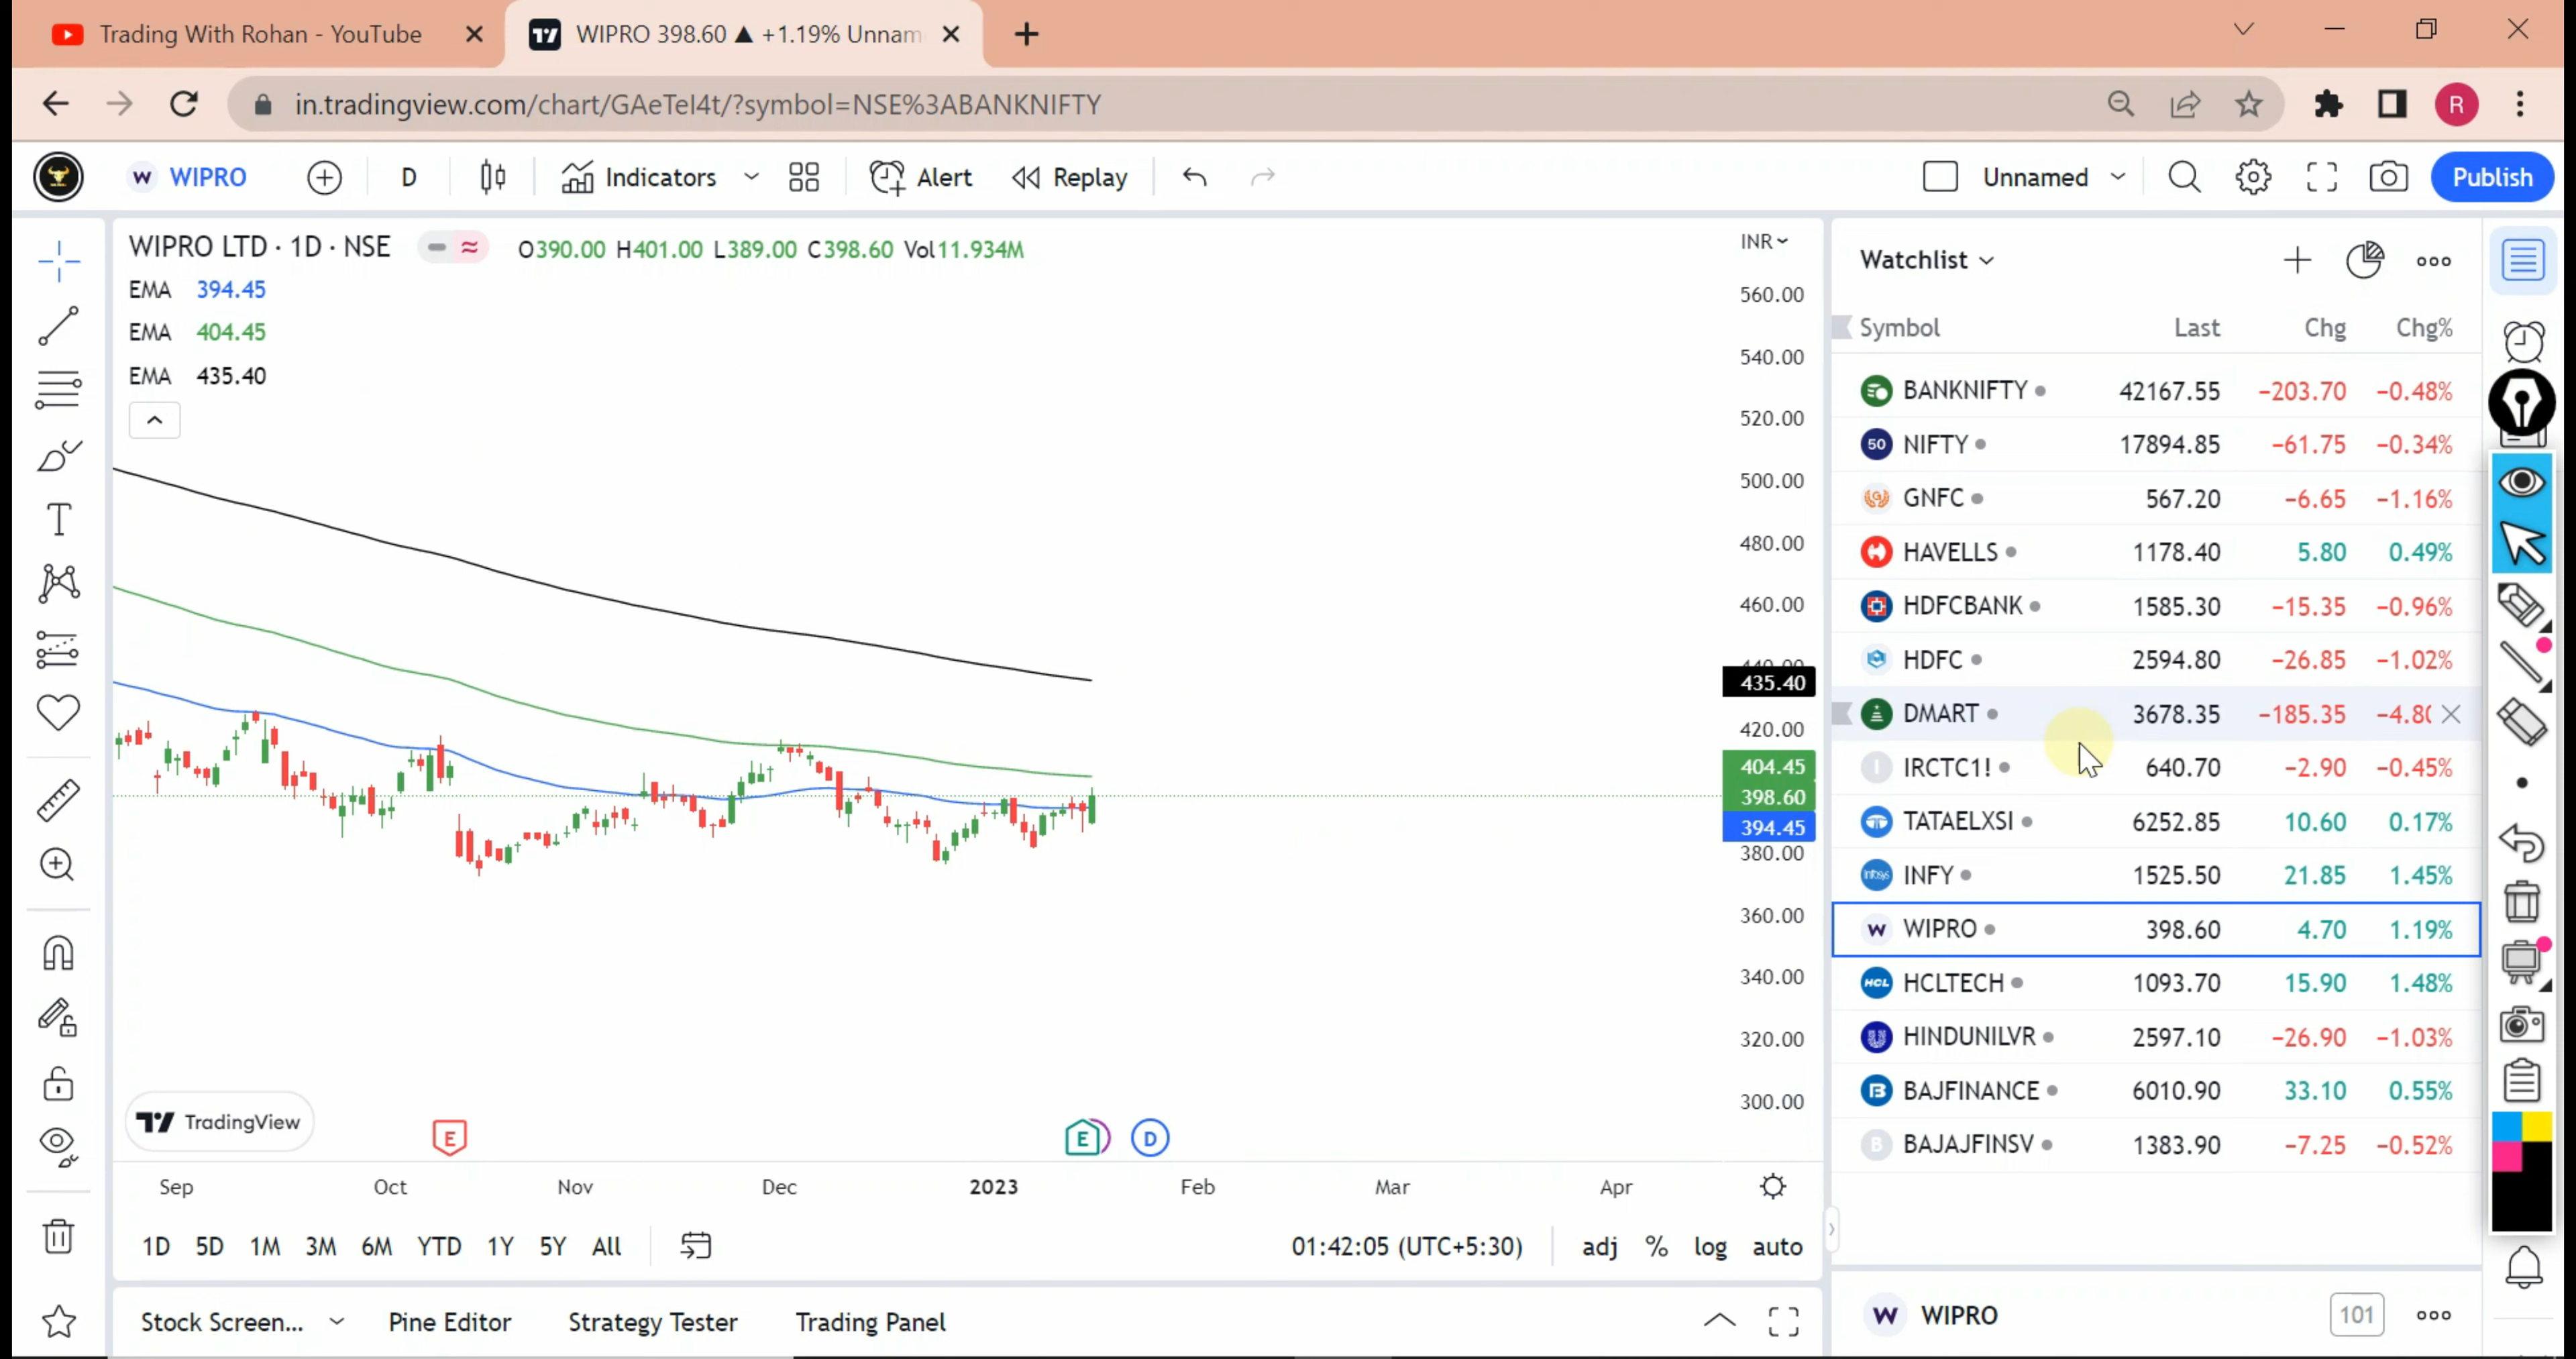 Trading With Rohan - YouTube
WIPRO 398.60 ▲ +1.19% Unnam
in.tradingview.com/chart/GAeTeI4t/?symbol=NSE%3ABANKNIFTY
R
W WIPRO
D
Indicators
Alert
Replay
Unnamed
Publish
WIPRO LTD · 1D · NSE
O390.00 H401.00 L389.00 C398.60 Vol11.934M
EMA 394.45
EMA 404.45
EMA 435.40
INR
560.00
540.00
520.00
500.00
480.00
460.00
440.00
435.40
420.00
404.45
398.60
394.45
380.00
360.00
340.00
320.00
300.00
TradingView
E
E
D
Sep Oct Nov Dec 2023 Feb Mar Apr
1D 5D 1M 3M 6M YTD 1Y 5Y All
01:42:05 (UTC+5:30)
adj % log auto
Stock Screen...
Pine Editor
Strategy Tester
Trading Panel
Watchlist
Symbol Last Chg Chg%
BANKNIFTY 42167.55 −203.70 −0.48%
50 NIFTY 17894.85 −61.75 −0.34%
GNFC 567.20 −6.65 −1.16%
HAVELLS 1178.40 5.80 0.49%
HDFCBANK 1585.30 −15.35 −0.96%
HDFC 2594.80 −26.85 −1.02%
DMART 3678.35 −185.35 −4.80
I IRCTC1! 640.70 −2.90 −0.45%
TATAELXSI 6252.85 10.60 0.17%
Infosys INFY 1525.50 21.85 1.45%
W WIPRO 398.60 4.70 1.19%
HCL HCLTECH 1093.70 15.90 1.48%
HINDUNILVR 2597.10 −26.90 −1.03%
B BAJFINANCE 6010.90 33.10 0.55%
B BAJAJFINSV 1383.90 −7.25 −0.52%
W WIPRO
101